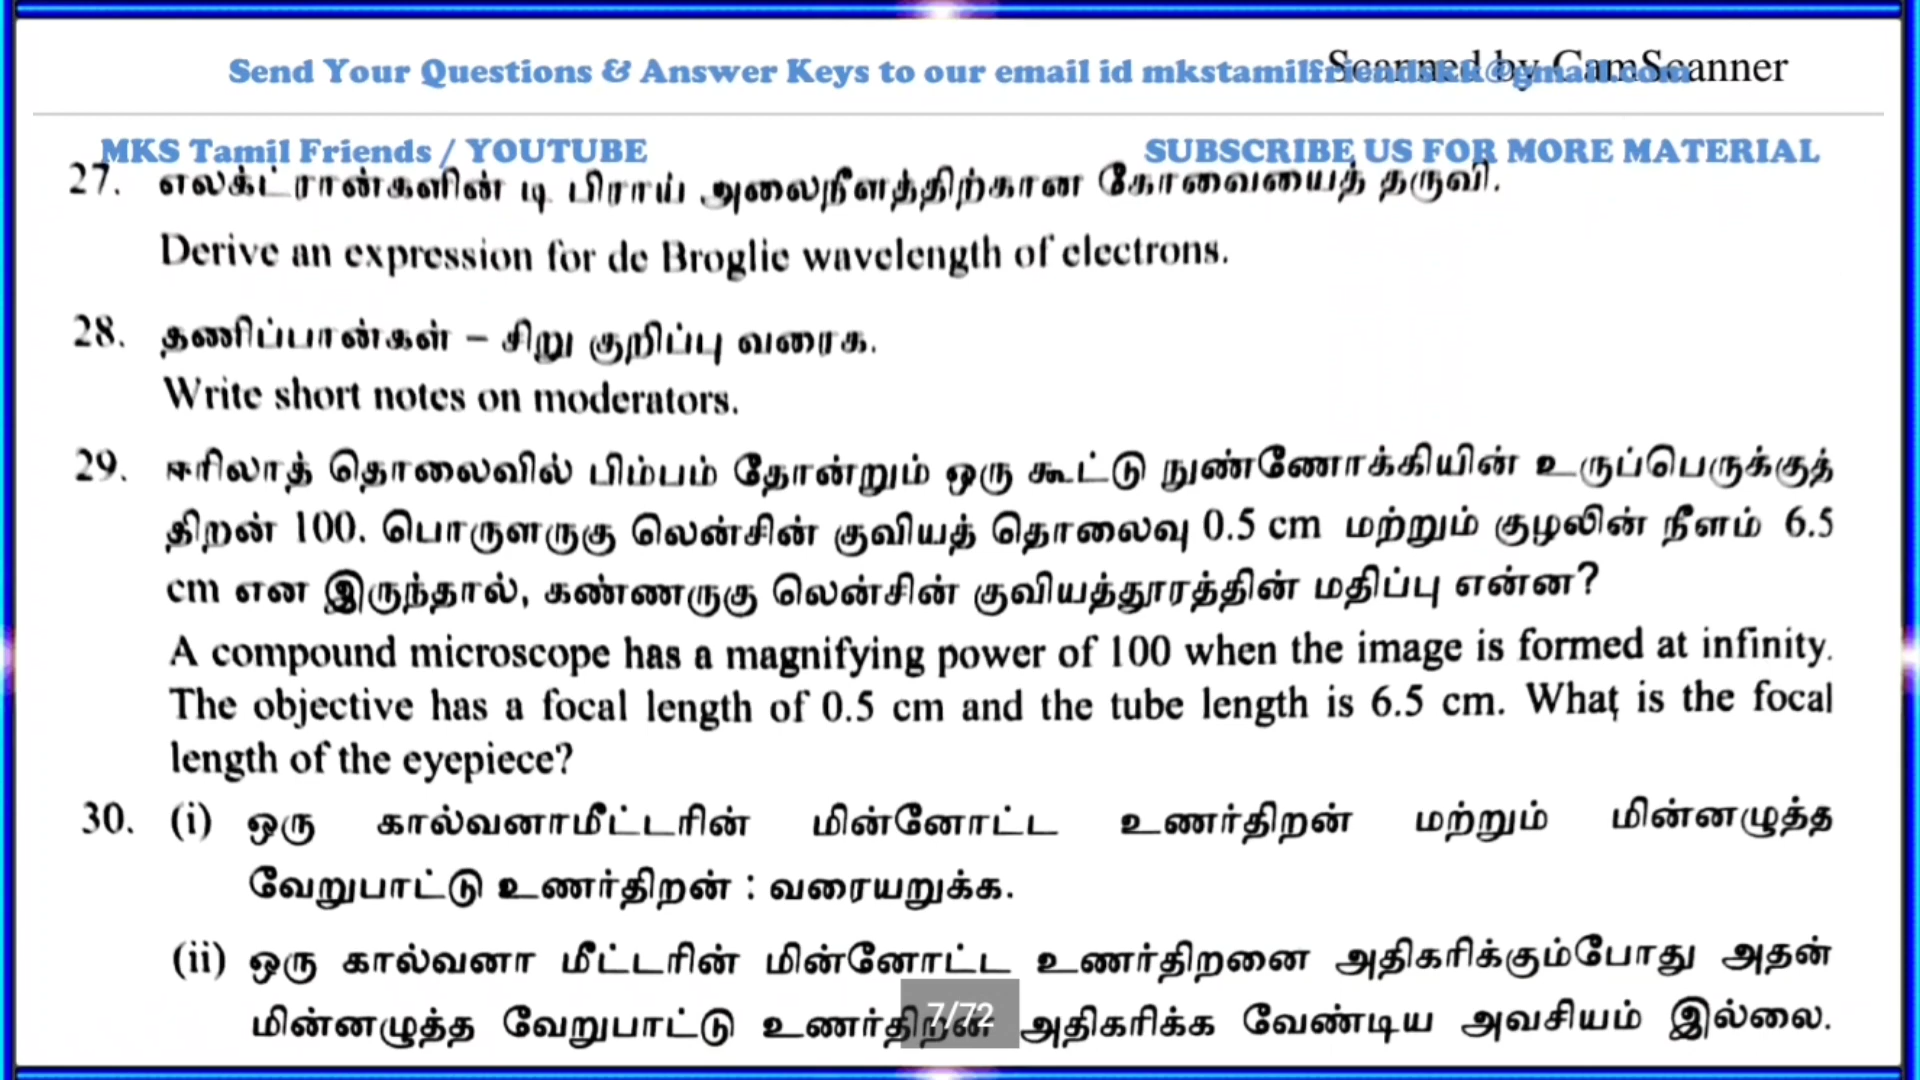 Send Your Questions & Answer Keys to our email id mkstamilfriendskk@gmail.com
Scanned by CamScanner
MKS Tamil Friends / YOUTUBE SUBSCRIBE US FOR MORE MATERIAL
27. எலக்ட்ரான்களின் டி பிராய் அலைநீளத்திற்கான கோவையைத் தருவி.
Derive an expression for de Broglie wavelength of electrons.
28. தணிப்பான்கள் – சிறு குறிப்பு வரைக.
Write short notes on moderators.
29. ஈரிலாத் தொலைவில் பிம்பம் தோன்றும் ஒரு கூட்டு நுண்ணோக்கியின் உருப்பெருக்குத்
திறன் 100. பொருளருகு லென்சின் குவியத் தொலைவு 0.5 cm மற்றும் குழலின் நீளம் 6.5
cm என இருந்தால், கண்ணருகு லென்சின் குவியத்தூரத்தின் மதிப்பு என்ன?
A compound microscope has a magnifying power of 100 when the image is formed at infinity.
The objective has a focal length of 0.5 cm and the tube length is 6.5 cm. What is the focal
length of the eyepiece?
30. (i) ஒரு கால்வனாமீட்டரின் மின்னோட்ட உணர்திறன் மற்றும் மின்னழுத்த
வேறுபாட்டு உணர்திறன் : வரையறுக்க.
(ii) ஒரு கால்வனா மீட்டரின் மின்னோட்ட உணர்திறனை அதிகரிக்கும்போது அதன்
மின்னழுத்த வேறுபாட்டு உணர்திறன் அதிகரிக்க வேண்டிய அவசியம் இல்லை.
7/72